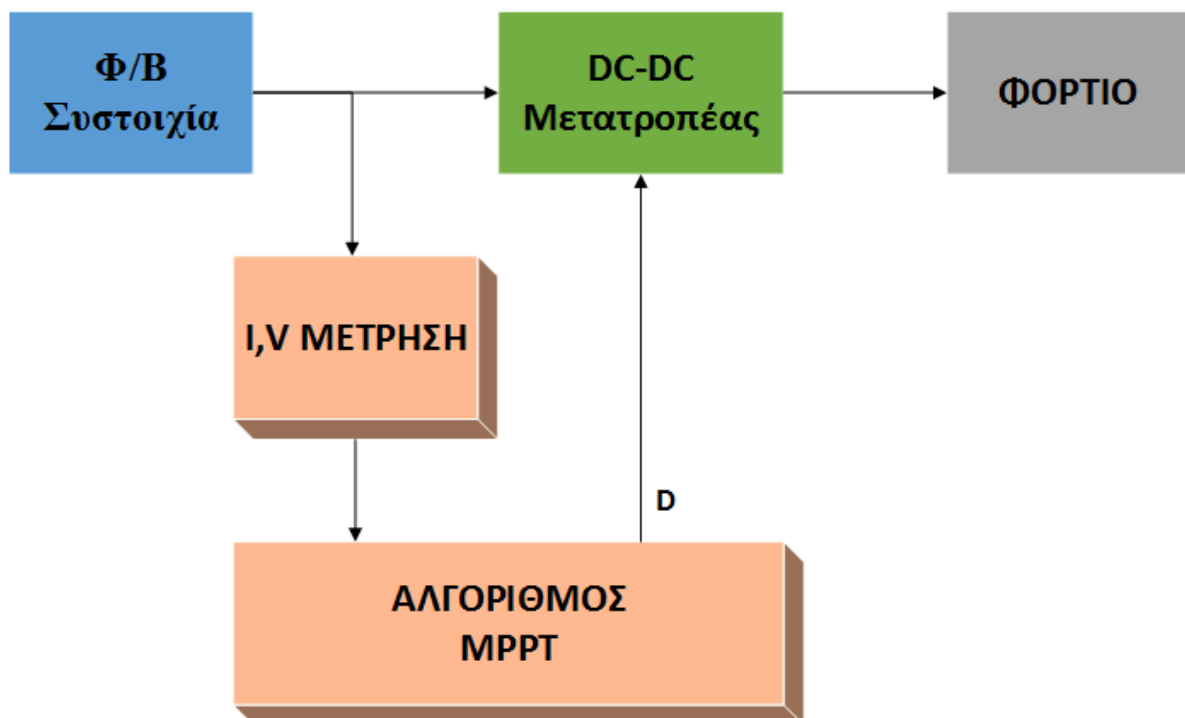 Φ/Β
Συστοιχία
DC-DC
Μετατροπέας
ΦΟΡΤΙΟ
I,V ΜΕΤΡΗΣΗ
D
ΑΛΓΟΡΙΘΜΟΣ
MPPT